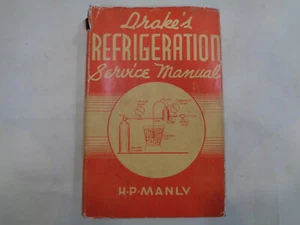 Drake's
REFRIGERATION
Service Manual
H·P·MANLY